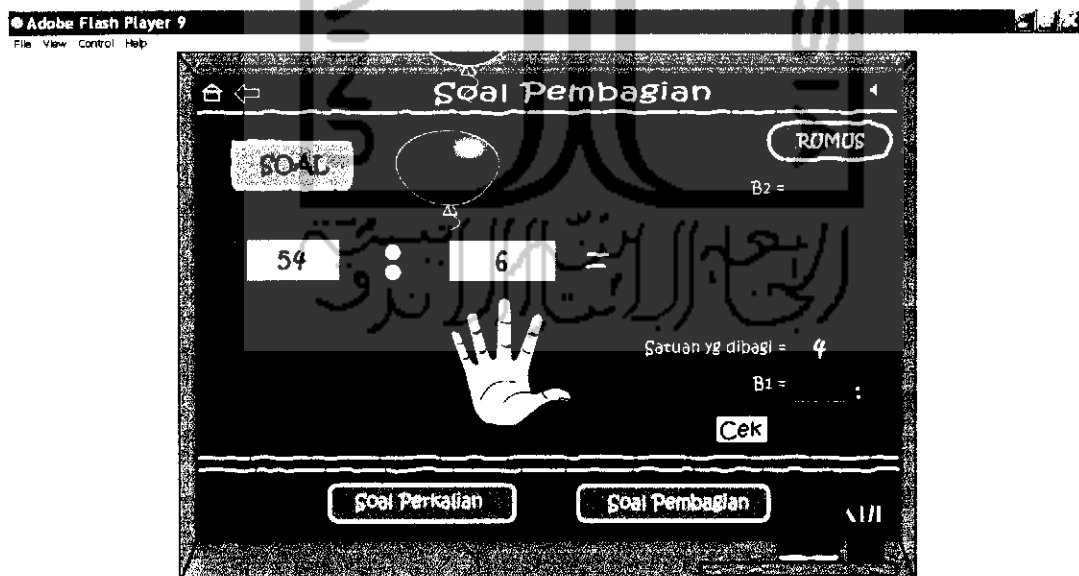 Adobe Flash Player 9
File View Control Help
Soal Pembagian
RUMUS
SOAL
B2 =
54 : 6 =
Satuan yg dibagi = 4
B1 = :
Cek
Soal Perkalian Soal Pembagian